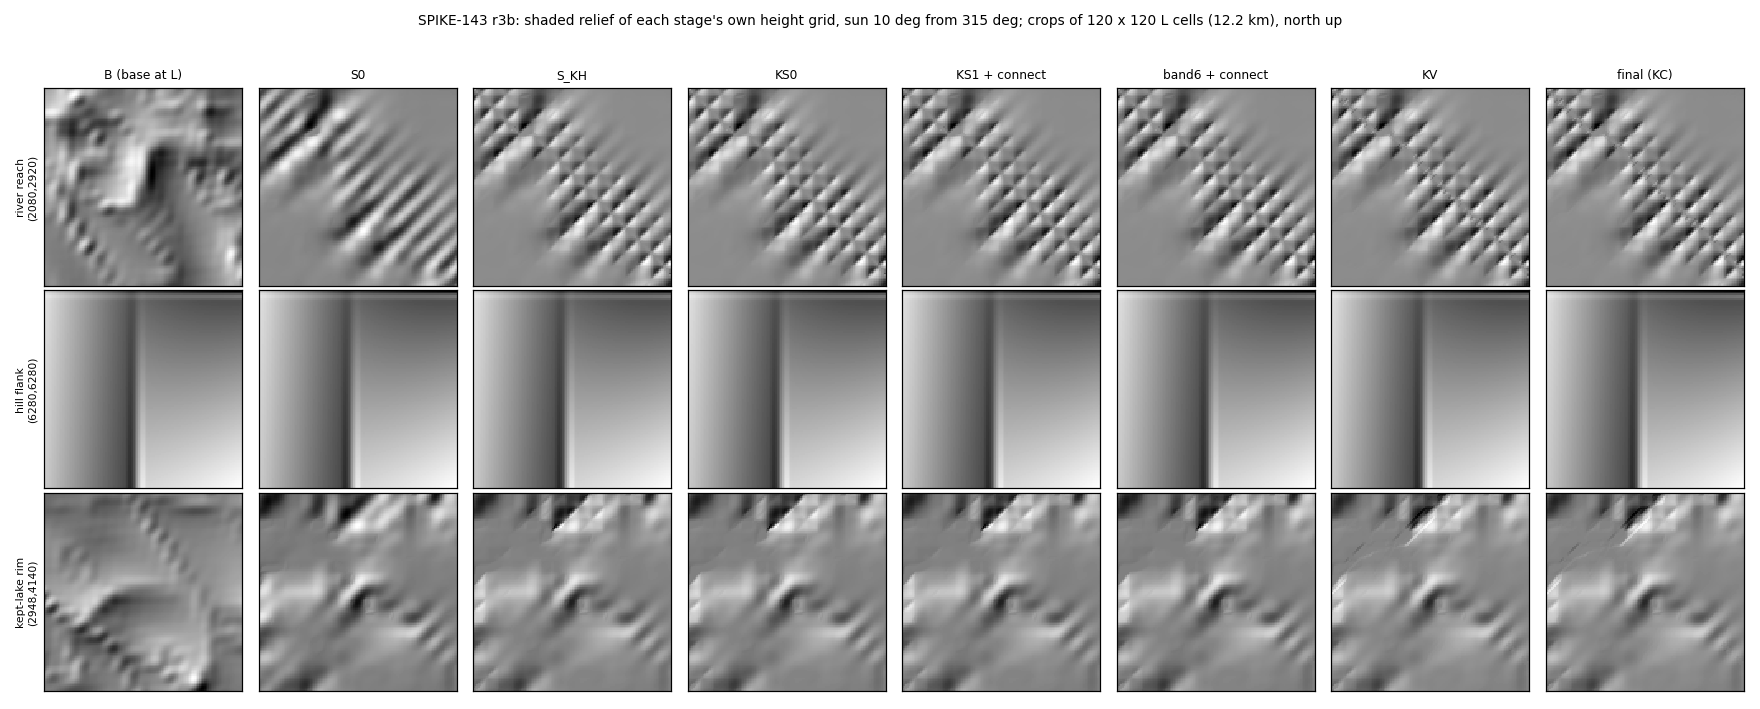 SPIKE-143 r3b: shaded relief of each stage's own height grid, sun 10 deg from 315 deg; crops of 120 x 120 L cells (12.2 km), north up
B (base at L)
S0
S_KH
KS0
KS1 + connect
band6 + connect
KV
final (KC)
river reach
(2080,2920)
hill flank
(6280,6280)
kept-lake rim
(2948,4140)